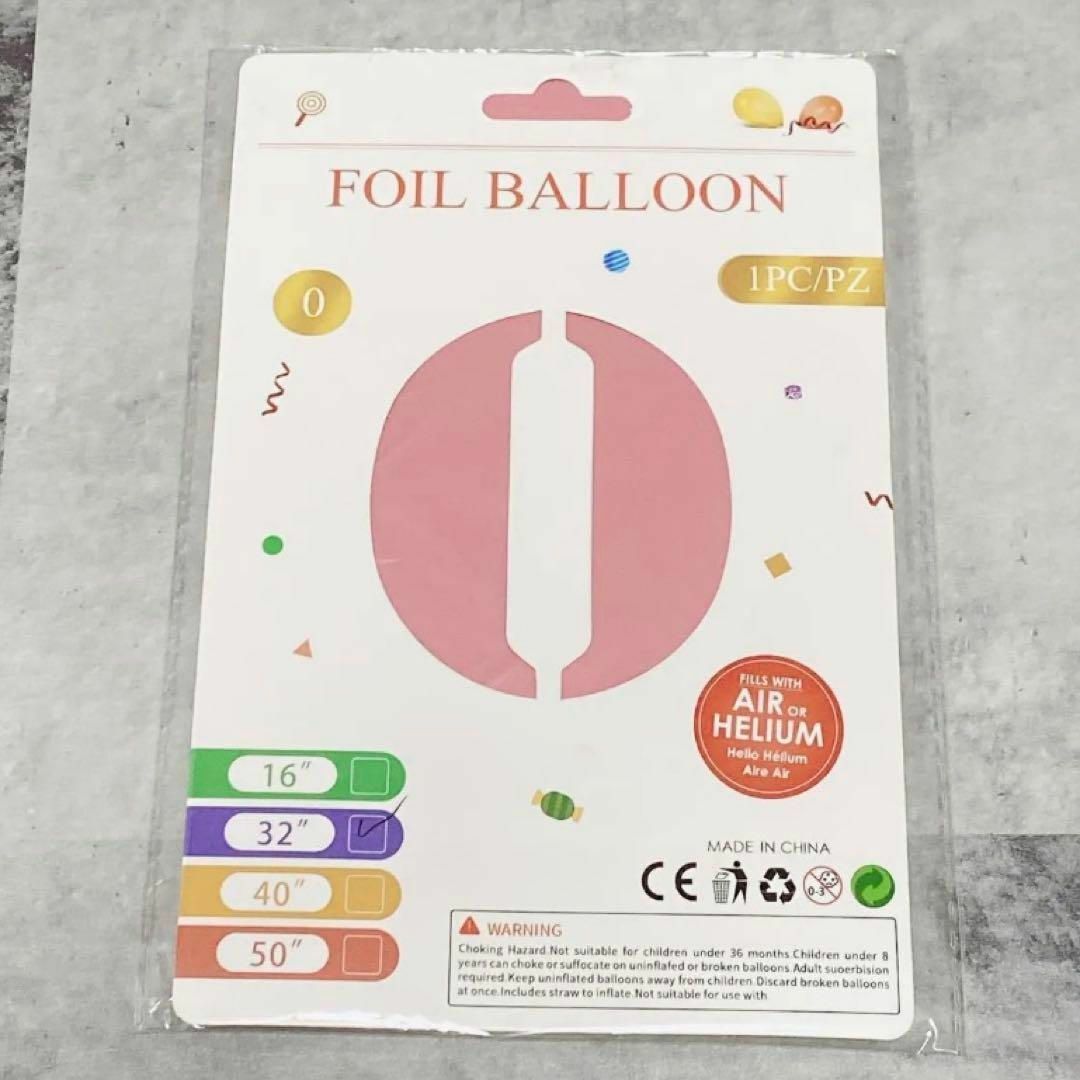 FOIL BALLOON
0
1PC/PZ
FILLS WITH
AIR OR
HELIUM
Hello Hélium
Aire Air
16"
32"
40"
50"
MADE IN CHINA
CE
0-3
WARNING
Choking Hazard.Not suitable for children under 36 months.Children under 8
years can choke or suffocate on uninflafed or broken balloons.Adult suoerbision
required.Keep uninflated balloons away from children.Discard broken balloons
at once.Includes straw to inflate.Not suitable for use with